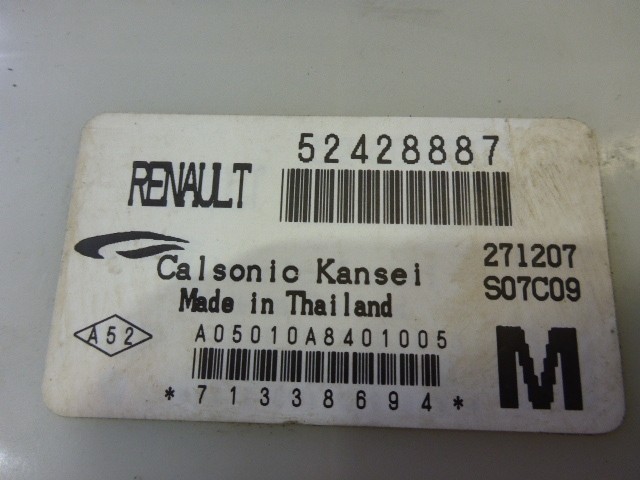 52428887
RENAULT
271207
Calsonic Kansei
S07C09
Made in Thailand
A52
A05010A8401005
M
*71338694*